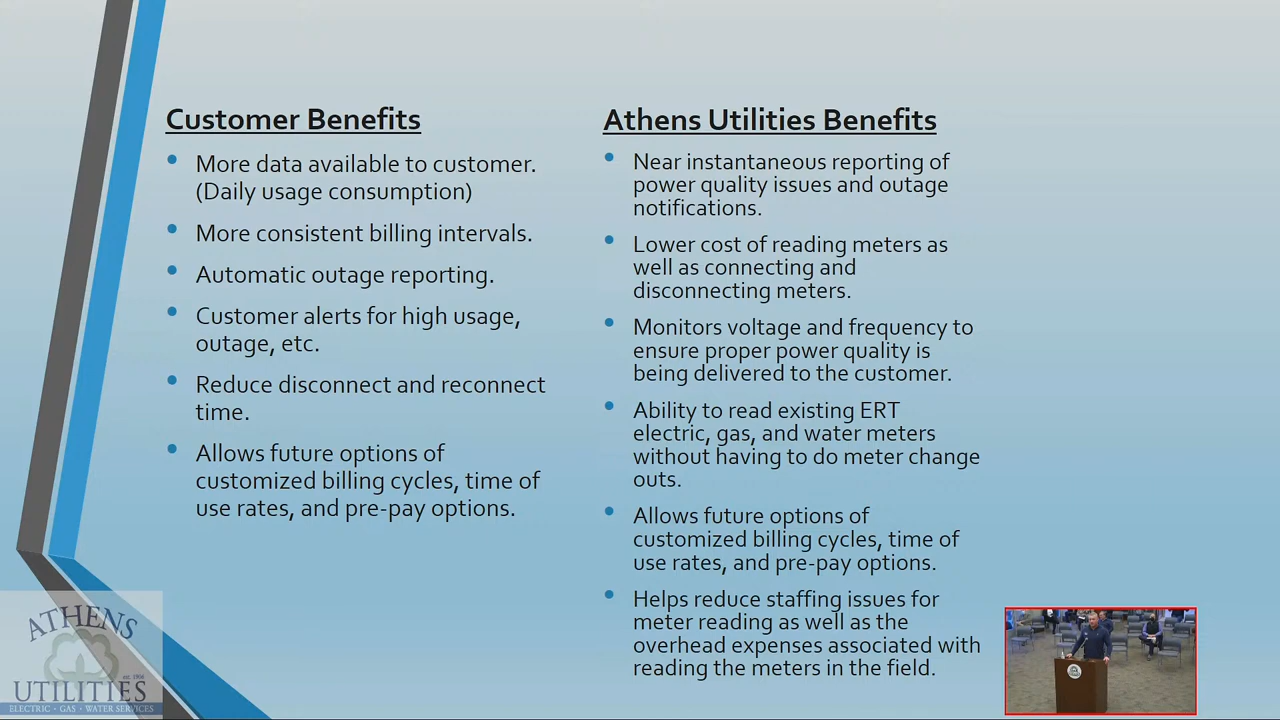 Customer Benefits
• More data available to customer.
(Daily usage consumption)
• More consistent billing intervals.
• Automatic outage reporting.
• Customer alerts for high usage,
outage, etc.
• Reduce disconnect and reconnect
time.
• Allows future options of
customized billing cycles, time of
use rates, and pre-pay options.
Athens Utilities Benefits
• Near instantaneous reporting of
power quality issues and outage
notifications.
• Lower cost of reading meters as
well as connecting and
disconnecting meters.
• Monitors voltage and frequency to
ensure proper power quality is
being delivered to the customer.
• Ability to read existing ERT
electric, gas, and water meters
without having to do meter change
outs.
• Allows future options of
customized billing cycles, time of
use rates, and pre-pay options.
• Helps reduce staffing issues for
meter reading as well as the
overhead expenses associated with
reading the meters in the field.
ATHENS
UTILITIES
ELECTRIC • GAS • WATER SERVICES